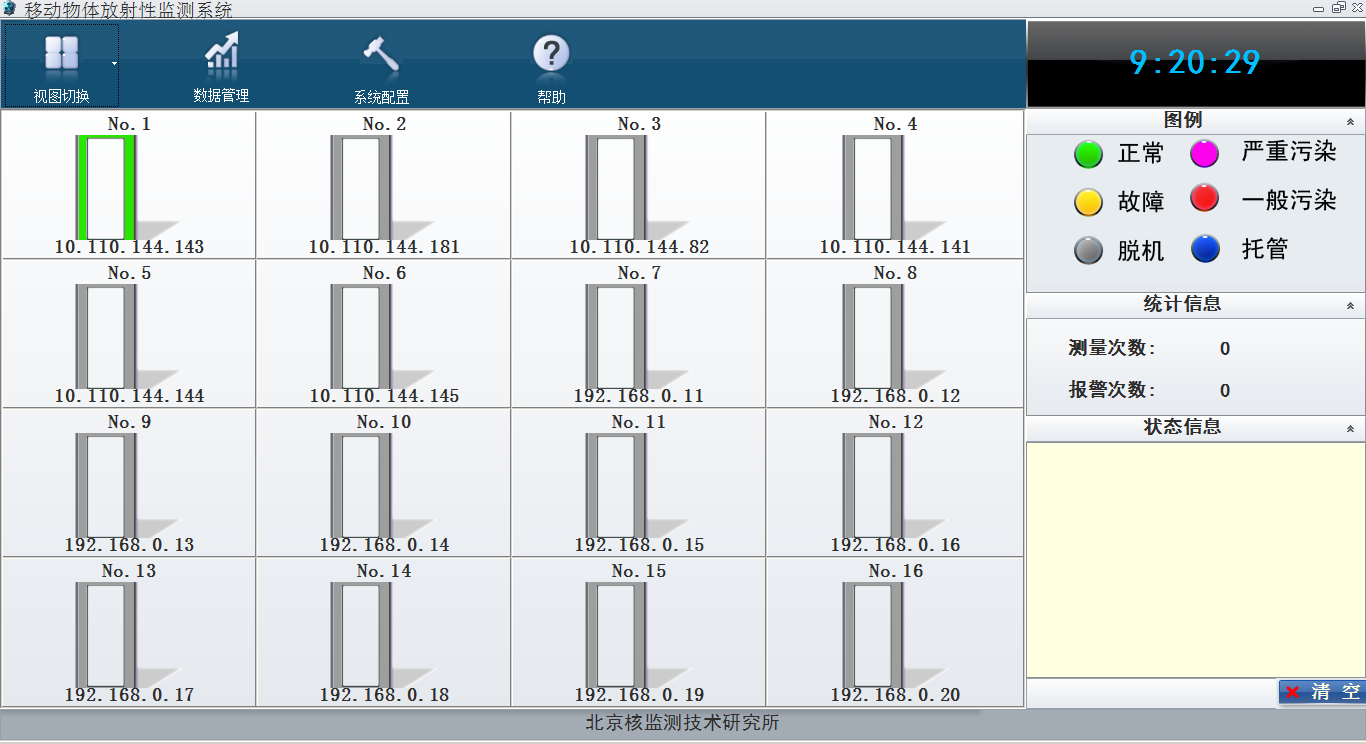 移动物体放射性监测系统
视图切换 数据管理 系统配置 帮助
9:20:29
No.1 No.2 No.3 No.4
10.110.144.143 10.110.144.181 10.110.144.82 10.110.144.141
No.5 No.6 No.7 No.8
10.110.144.144 10.110.144.145 192.168.0.11 192.168.0.12
No.9 No.10 No.11 No.12
192.168.0.13 192.168.0.14 192.168.0.15 192.168.0.16
No.13 No.14 No.15 No.16
192.168.0.17 192.168.0.18 192.168.0.19 192.168.0.20
图例
正常 严重污染
故障 一般污染
脱机 托管
统计信息
测量次数: 0
报警次数: 0
状态信息
清 空
北京核监测技术研究所